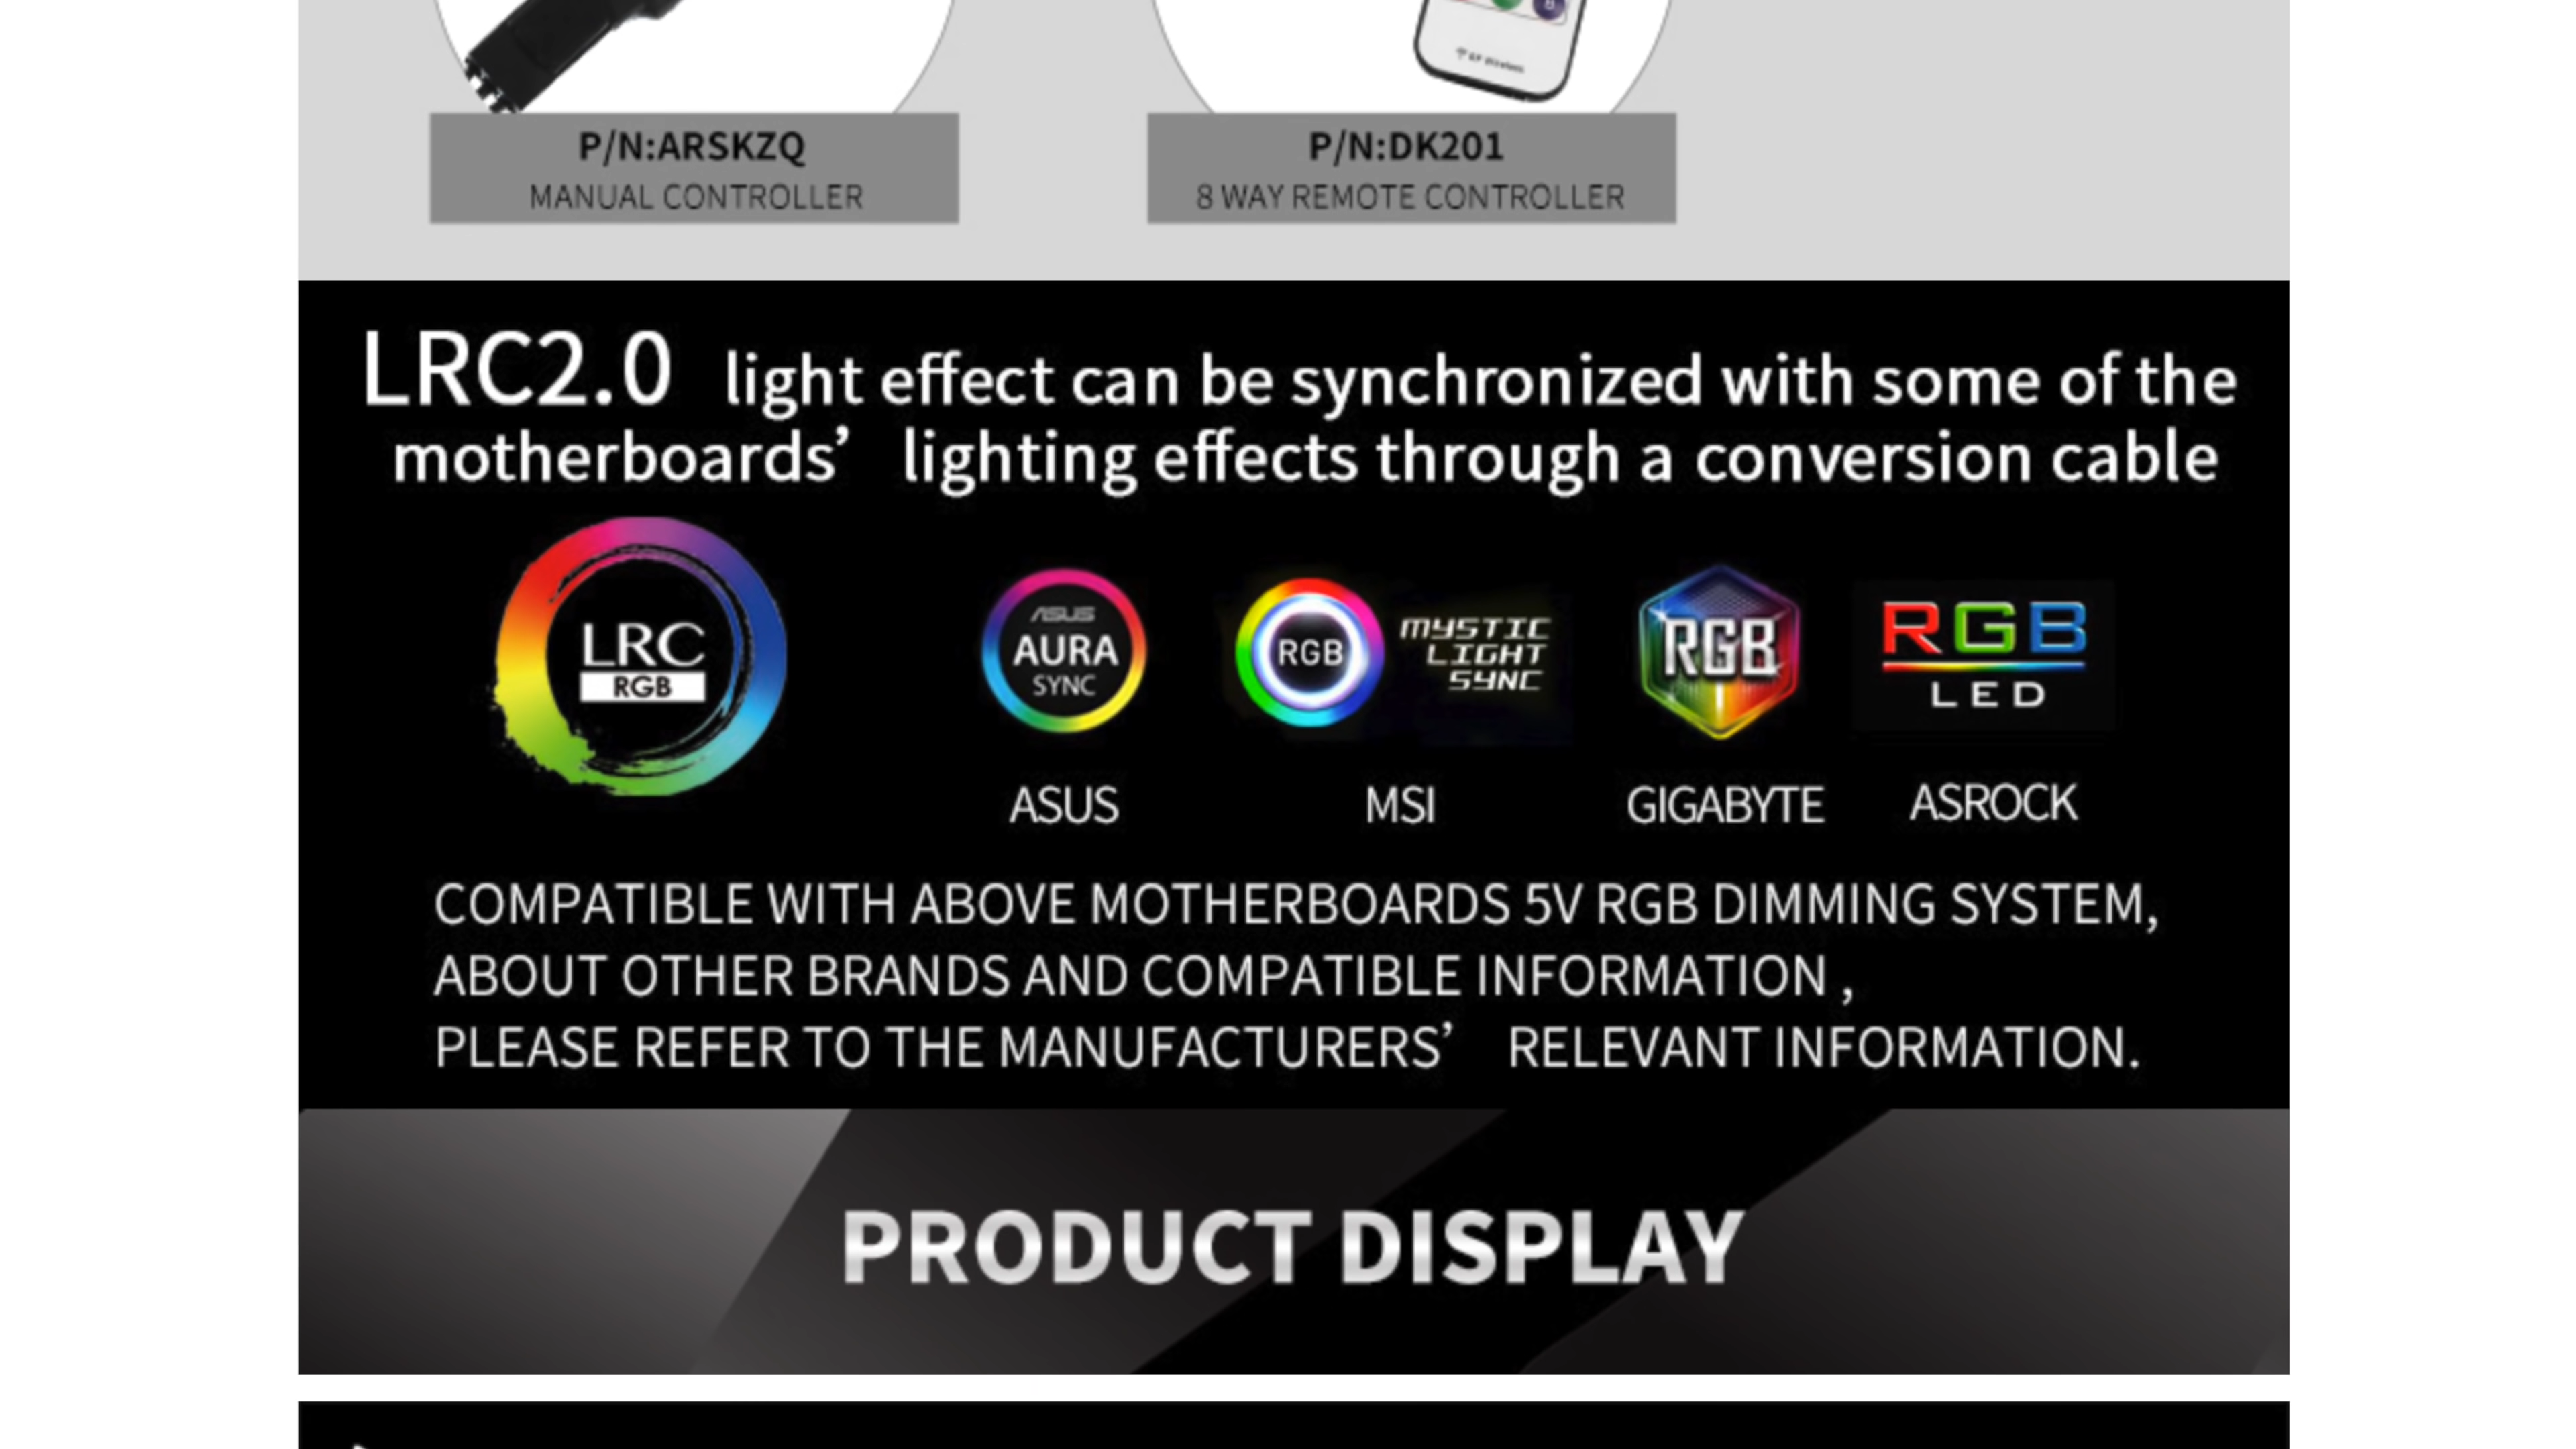 RF Wireless
P/N:ARSKZQ
MANUAL CONTROLLER
P/N:DK201
8 WAY REMOTE CONTROLLER
LRC2.0 light effect can be synchronized with some of the
motherboards’ lighting effects through a conversion cable
LRC
RGB
ASUS
AURA
SYNC
RGB
MYSTIC
LIGHT
SYNC
RGB
RGB
LED
ASUS
MSI
GIGABYTE
ASROCK
COMPATIBLE WITH ABOVE MOTHERBOARDS 5V RGB DIMMING SYSTEM,
ABOUT OTHER BRANDS AND COMPATIBLE INFORMATION ,
PLEASE REFER TO THE MANUFACTURERS’ RELEVANT INFORMATION.
PRODUCT DISPLAY